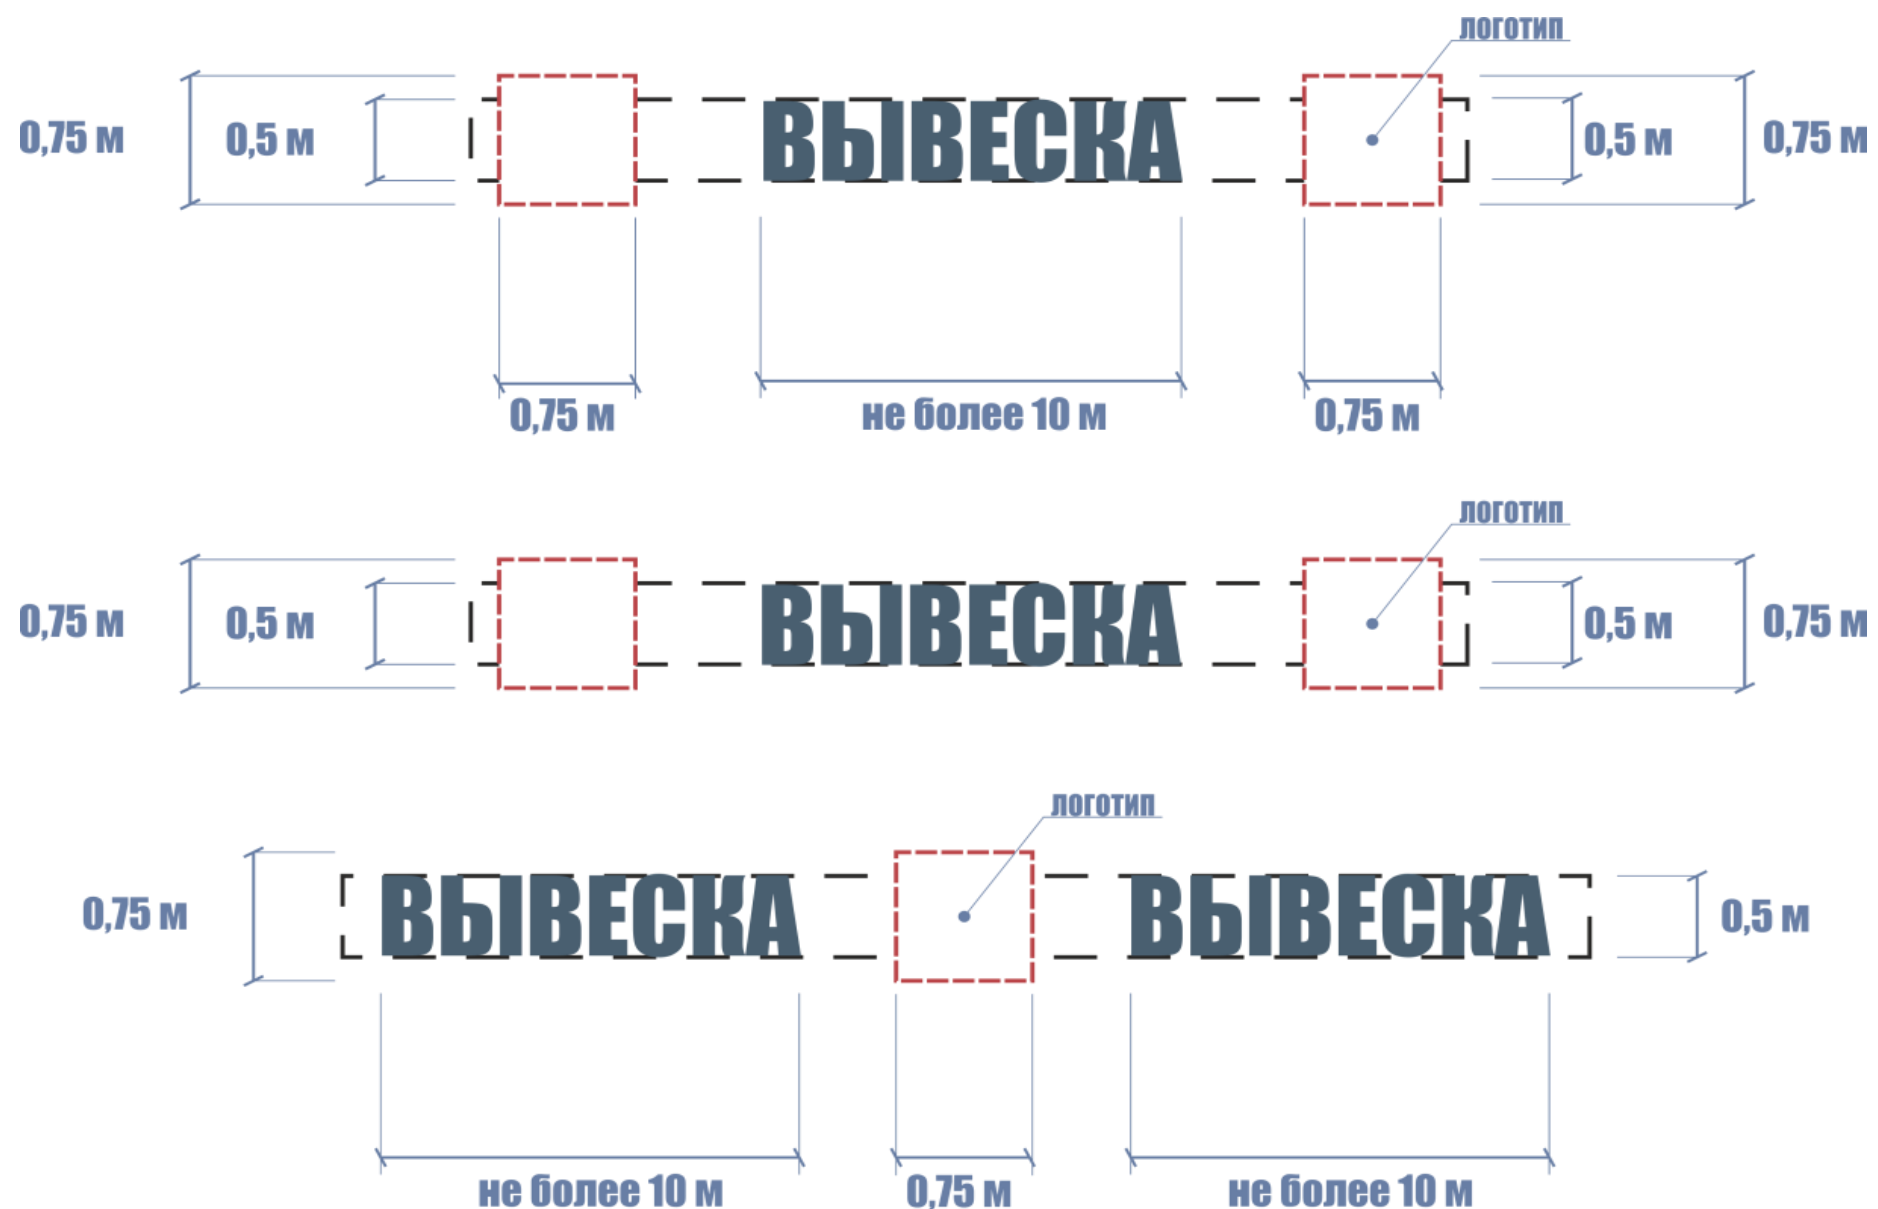 логотип
0,75 м 0,5 м ВЫВЕСКА 0,5 м 0,75 м
0,75 м не более 10 м 0,75 м
логотип
0,75 м 0,5 м ВЫВЕСКА 0,5 м 0,75 м
логотип
0,75 м ВЫВЕСКА ВЫВЕСКА 0,5 м
не более 10 м 0,75 м не более 10 м